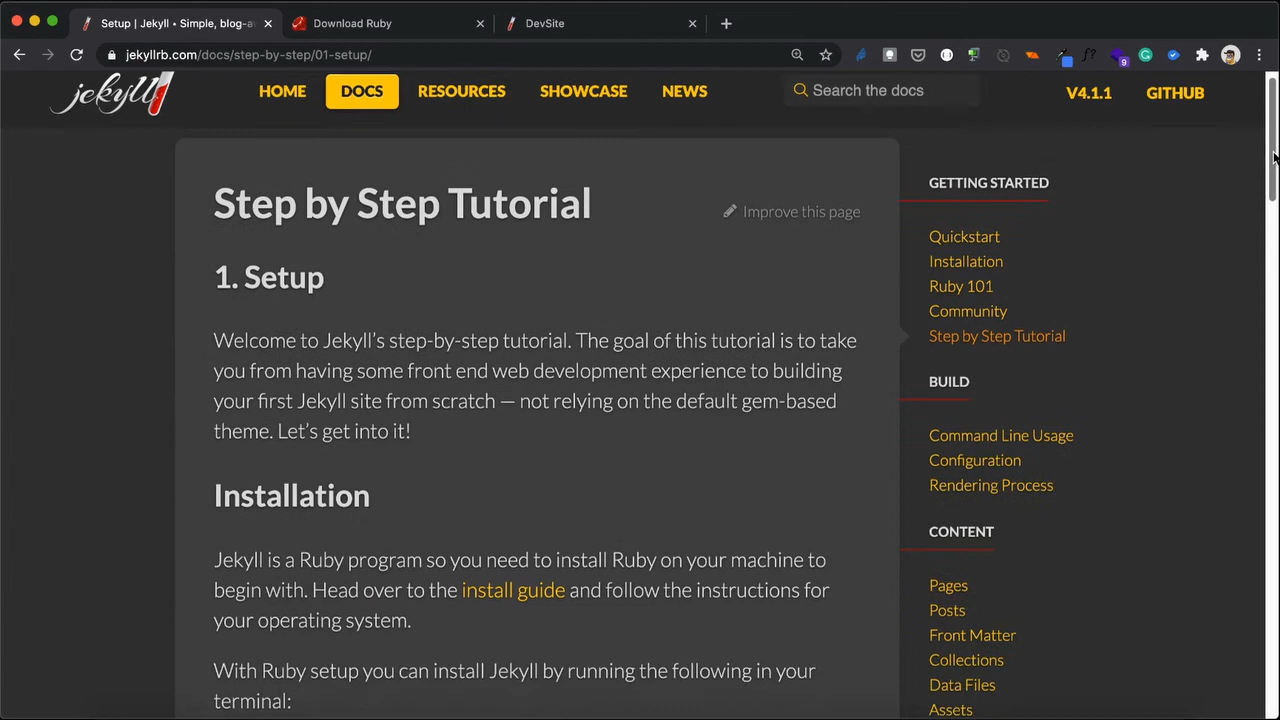 Setup | Jekyll • Simple, blog-aw
Download Ruby
DevSite
jekyllrb.com/docs/step-by-step/01-setup/
f?
9
jekyll
HOME
DOCS
RESOURCES
SHOWCASE
NEWS
Search the docs
V4.1.1
GITHUB
Step by Step Tutorial
Improve this page
1. Setup
Welcome to Jekyll’s step-by-step tutorial. The goal of this tutorial is to take
you from having some front end web development experience to building
your first Jekyll site from scratch — not relying on the default gem-based
theme. Let’s get into it!
Installation
Jekyll is a Ruby program so you need to install Ruby on your machine to
begin with. Head over to the install guide and follow the instructions for
your operating system.
With Ruby setup you can install Jekyll by running the following in your
terminal:
GETTING STARTED
Quickstart
Installation
Ruby 101
Community
Step by Step Tutorial
BUILD
Command Line Usage
Configuration
Rendering Process
CONTENT
Pages
Posts
Front Matter
Collections
Data Files
Assets